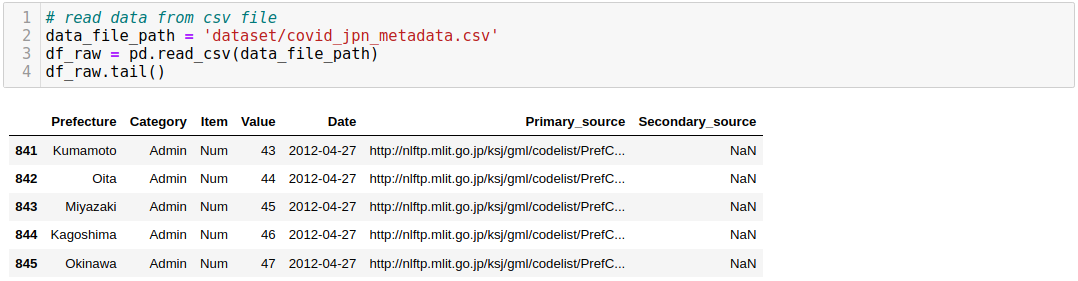 1 # read data from csv file
2 data_file_path = 'dataset/covid_jpn_metadata.csv'
3 df_raw = pd.read_csv(data_file_path)
4 df_raw.tail()
Prefecture Category Item Value Date Primary_source Secondary_source
841 Kumamoto Admin Num 43 2012-04-27 http://nlftp.mlit.go.jp/ksj/gml/codelist/PrefC... NaN
842 Oita Admin Num 44 2012-04-27 http://nlftp.mlit.go.jp/ksj/gml/codelist/PrefC... NaN
843 Miyazaki Admin Num 45 2012-04-27 http://nlftp.mlit.go.jp/ksj/gml/codelist/PrefC... NaN
844 Kagoshima Admin Num 46 2012-04-27 http://nlftp.mlit.go.jp/ksj/gml/codelist/PrefC... NaN
845 Okinawa Admin Num 47 2012-04-27 http://nlftp.mlit.go.jp/ksj/gml/codelist/PrefC... NaN